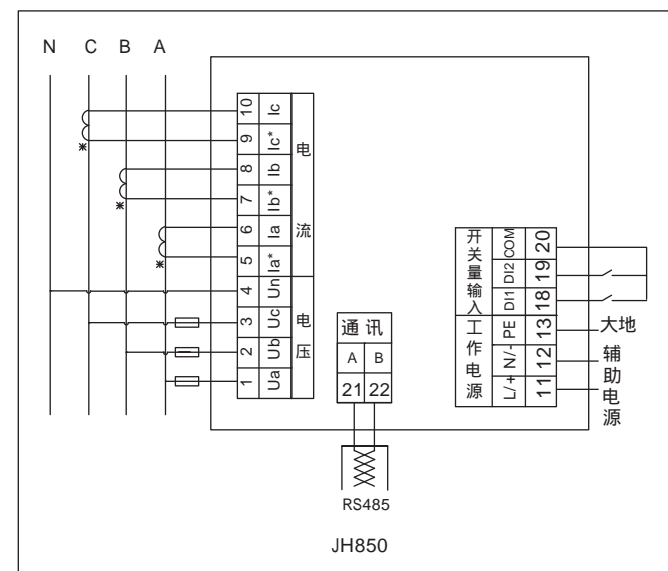 N C B A
10 Ic
9 Ic*
8 Ib
7 Ib*
6 Ia
5 Ia*
电流
4 Un
3 Uc
2 Ub
1 Ua
电压
通讯
A B
21 22
RS485
开关量输入
COM 20
DI2 19
DI1 18
工作电源
PE 13
N/- 12
L/+ 11
大地
辅助电源
JH850